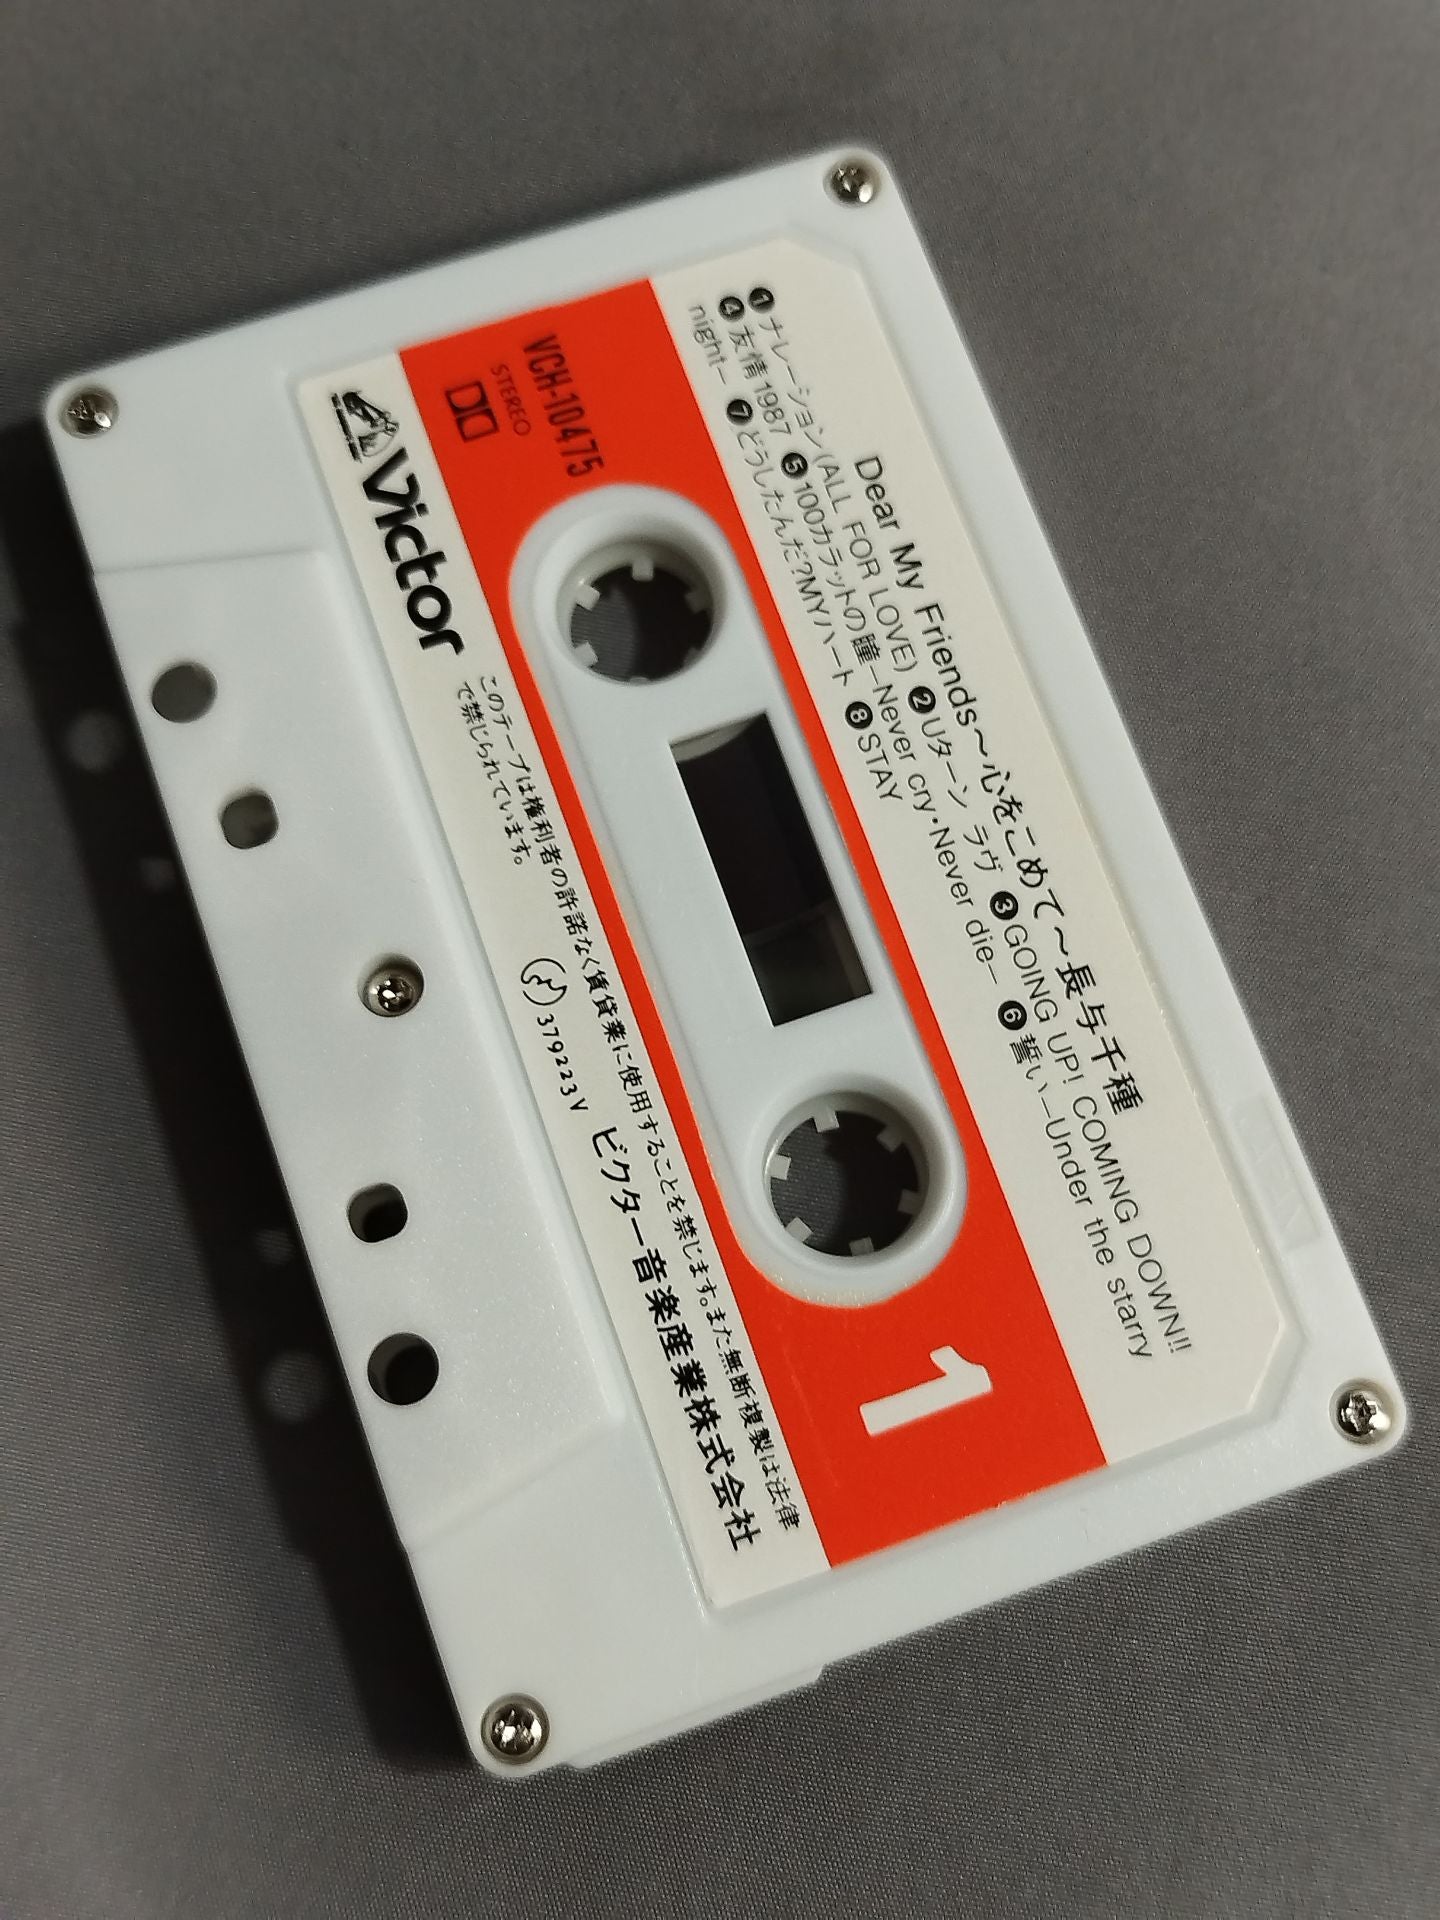 Dear My Friends〜心をこめて〜長与千種
❶ナレーション(ALL FOR LOVE) ❷Uターン ラヴ ❸GOING UP! COMING DOWN!!
❹友情1987 ❺100カラットの瞳—Never cry・Never die— ❻誓い—Under the starry
night— ❼どうしたんだ?MYハート ❽STAY
VCH-10475
STEREO
1
Victor
このテープは権利者の許諾なく賃貸業に使用することを禁じます。また無断複製は法律
で禁じられています。
379223V ビクター音楽産業株式会社